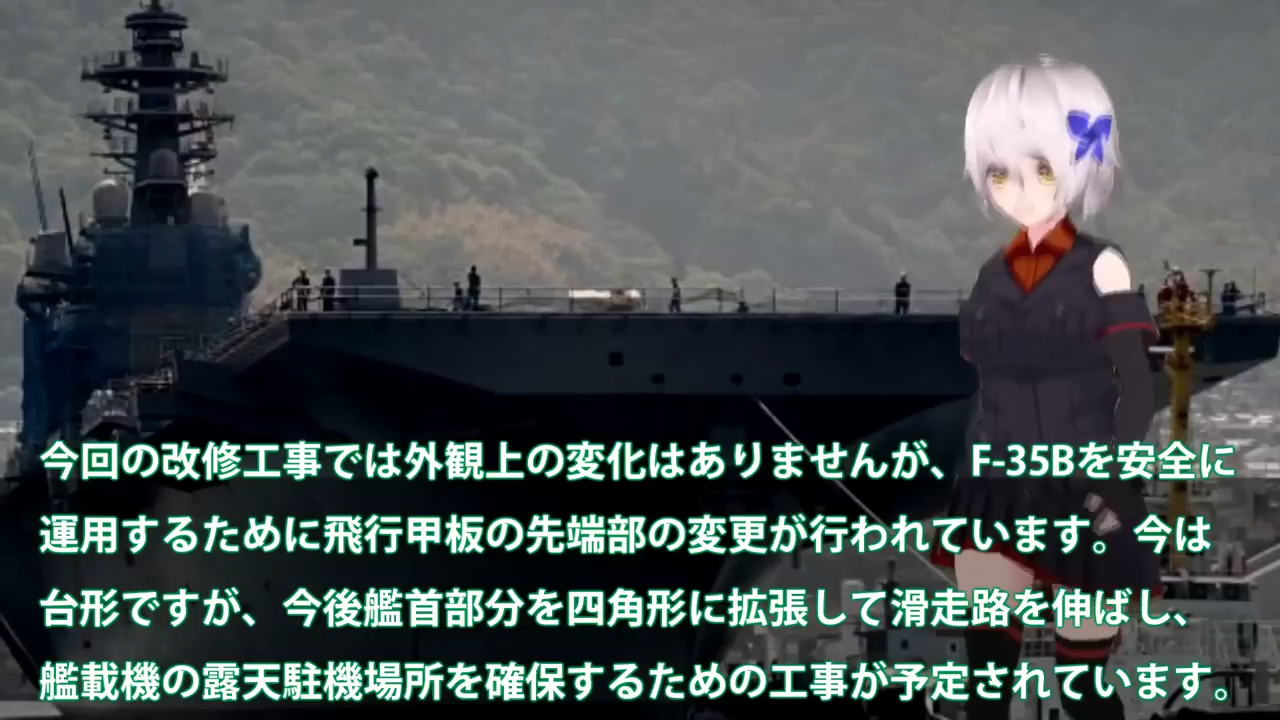 今回の改修工事では外観上の変化はありませんが、F-35Bを安全に
運用するために飛行甲板の先端部の変更が行われています。今は
台形ですが、今後艦首部分を四角形に拡張して滑走路を伸ばし、
艦載機の露天駐機場所を確保するための工事が予定されています。